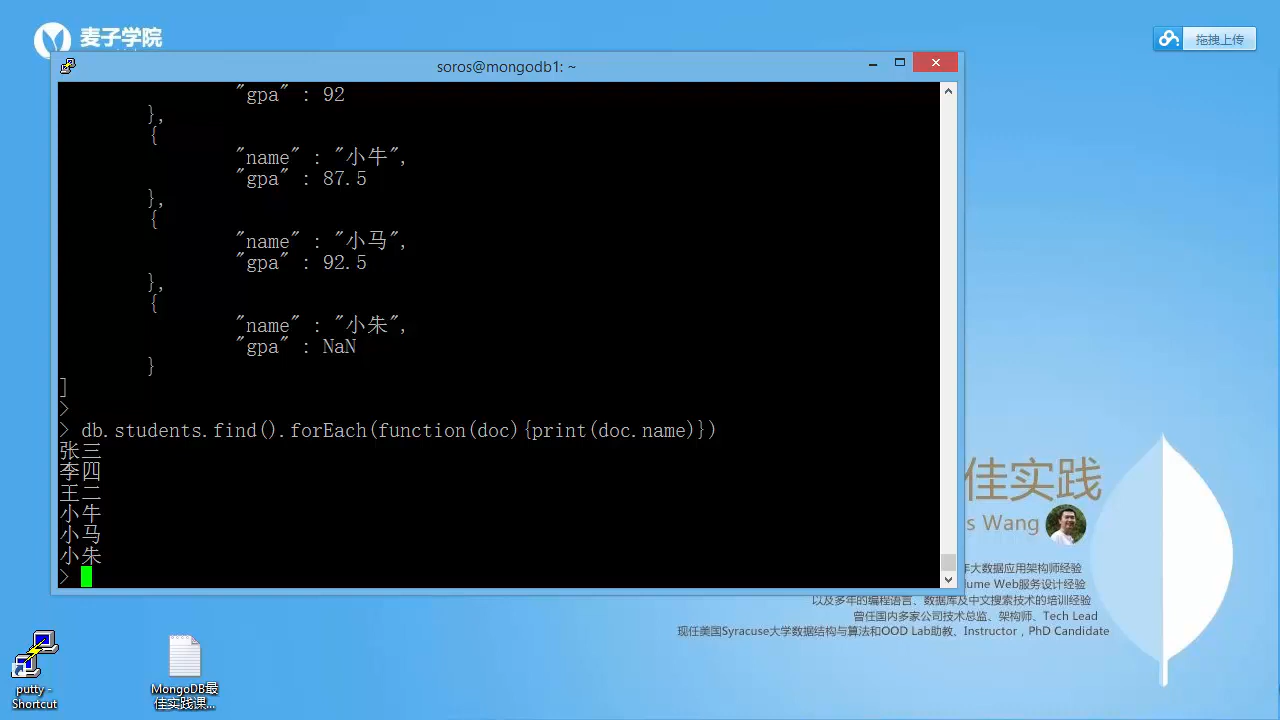 麦子学院
拖拽上传
soros@mongodb1: ~
"gpa" : 92
},
{
"name" : "小牛",
"gpa" : 87.5
},
{
"name" : "小马",
"gpa" : 92.5
},
{
"name" : "小朱",
"gpa" : NaN
}
]
>
> db.students.find().forEach(function(doc){print(doc.name)})
张三
李四
王二
小牛
小马
小朱
>
佳实践
s Wang
年大数据应用架构师经验
lume Web服务设计经验
以及多年的编程语言、数据库及中文搜索技术的培训经验
曾任国内多家公司技术总监、架构师、Tech Lead
现任美国Syracuse大学数据结构与算法和OOD Lab助教、Instructor，PhD Candidate
putty -
Shortcut
MongoDB最
佳实践课...